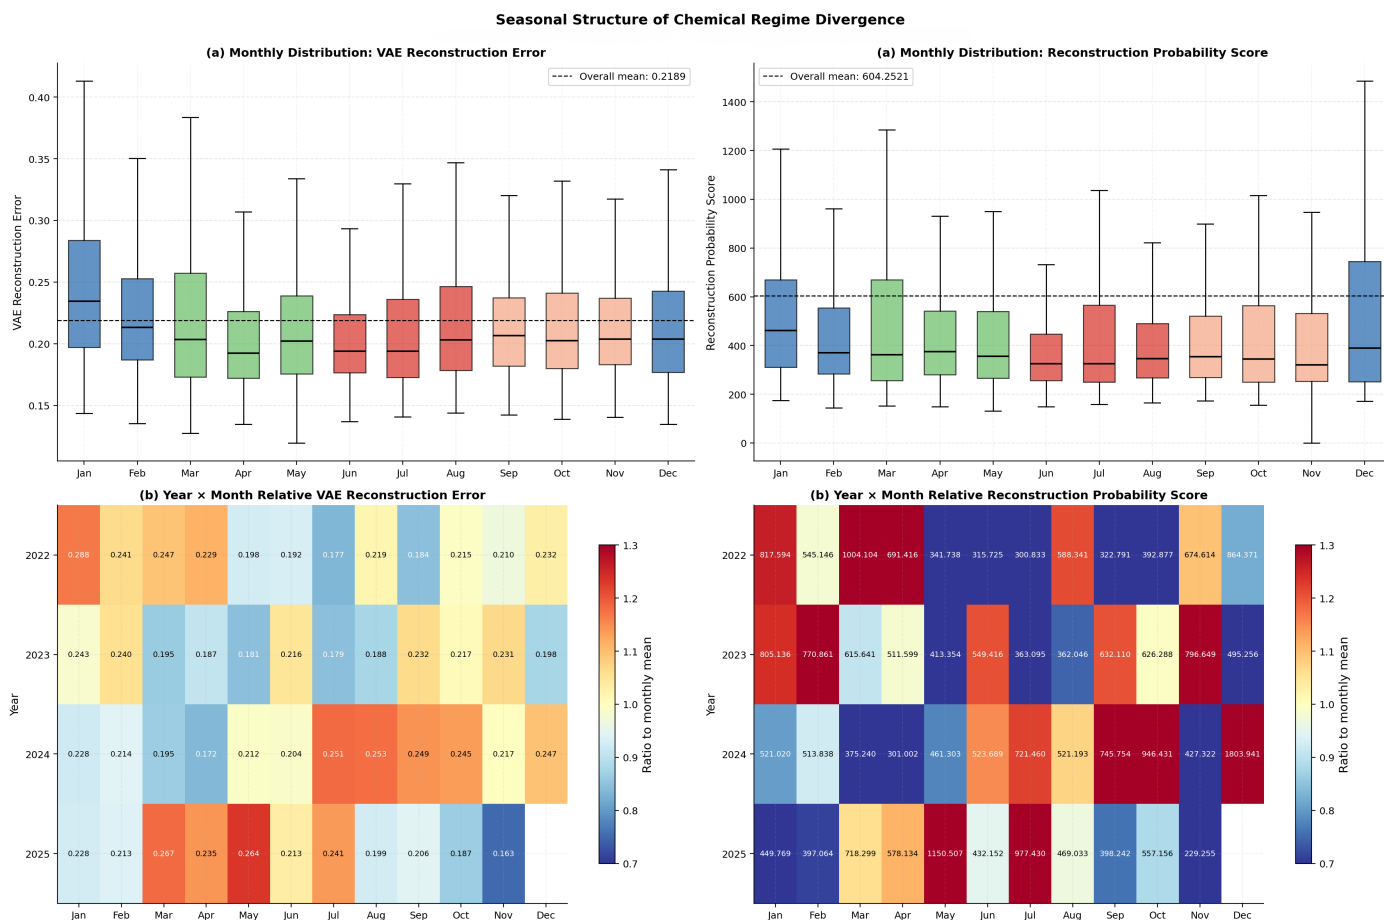 Seasonal Structure of Chemical Regime Divergence
(a) Monthly Distribution: VAE Reconstruction Error
Overall mean: 0.2189
VAE Reconstruction Error
0.40
0.35
0.30
0.25
0.20
0.15
Jan Feb Mar Apr May Jun Jul Aug Sep Oct Nov Dec
(a) Monthly Distribution: Reconstruction Probability Score
Overall mean: 604.2521
Reconstruction Probability Score
1400
1200
1000
800
600
400
200
0
Jan Feb Mar Apr May Jun Jul Aug Sep Oct Nov Dec
(b) Year × Month Relative VAE Reconstruction Error
Year
2022 0.288 0.241 0.247 0.229 0.198 0.192 0.177 0.219 0.184 0.215 0.210 0.232
2023 0.243 0.240 0.195 0.187 0.181 0.216 0.179 0.188 0.232 0.217 0.231 0.198
2024 0.228 0.214 0.195 0.172 0.212 0.204 0.251 0.253 0.249 0.245 0.217 0.247
2025 0.228 0.213 0.267 0.235 0.264 0.213 0.241 0.199 0.206 0.187 0.163
Jan Feb Mar Apr May Jun Jul Aug Sep Oct Nov Dec
1.3
1.2
1.1
1.0
0.9
0.8
0.7
Ratio to monthly mean
(b) Year × Month Relative Reconstruction Probability Score
Year
2022 817.594 545.146 1004.104 691.416 341.738 315.725 300.833 588.341 322.791 392.877 674.614 864.371
2023 805.136 770.861 615.641 511.599 413.354 549.416 363.095 362.046 632.110 626.288 796.649 495.256
2024 521.020 513.838 375.240 301.002 461.303 523.689 721.460 521.193 745.754 946.431 427.322 1803.941
2025 449.769 397.064 718.299 578.134 1150.507 432.152 977.430 469.033 398.242 557.156 229.255
Jan Feb Mar Apr May Jun Jul Aug Sep Oct Nov Dec
1.3
1.2
1.1
1.0
0.9
0.8
0.7
Ratio to monthly mean